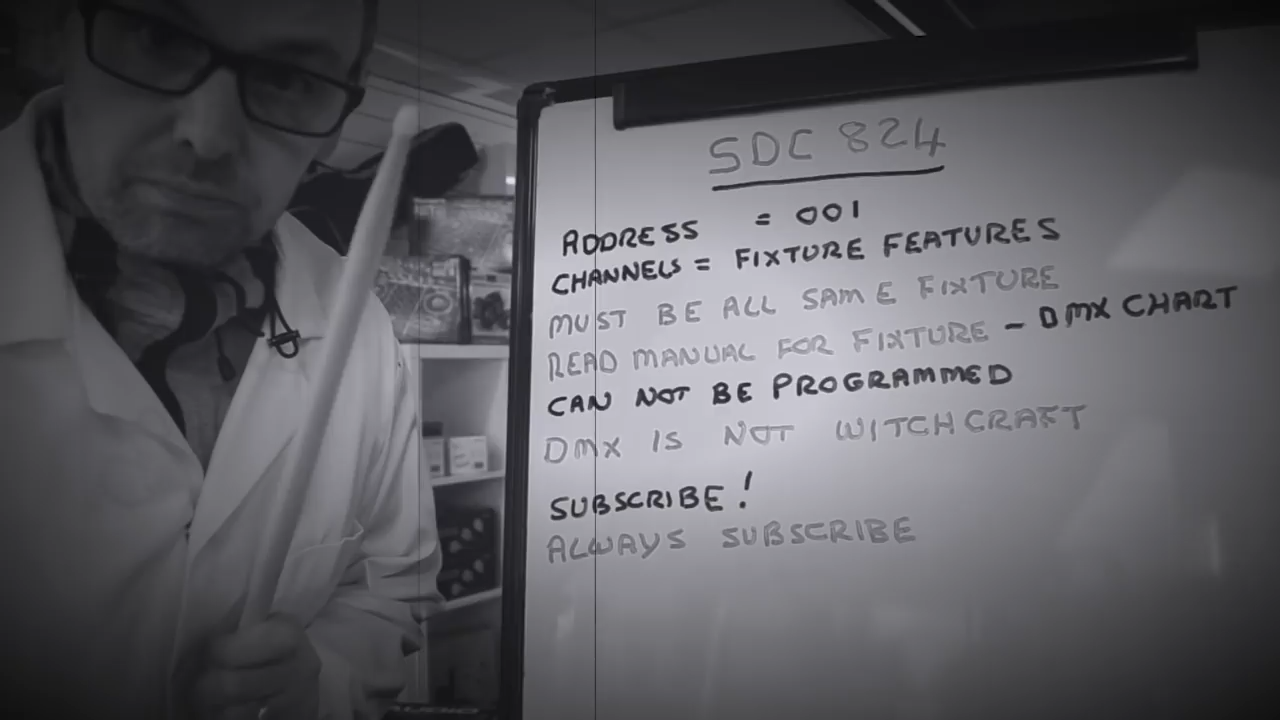 SDC 824
ADDRESS = 001
CHANNELS = FIXTURE FEATURES
MUST BE ALL SAME FIXTURE
READ MANUAL FOR FIXTURE - DMX CHART
CAN NOT BE PROGRAMMED
DMX IS NOT WITCHCRAFT
SUBSCRIBE!
ALWAYS SUBSCRIBE